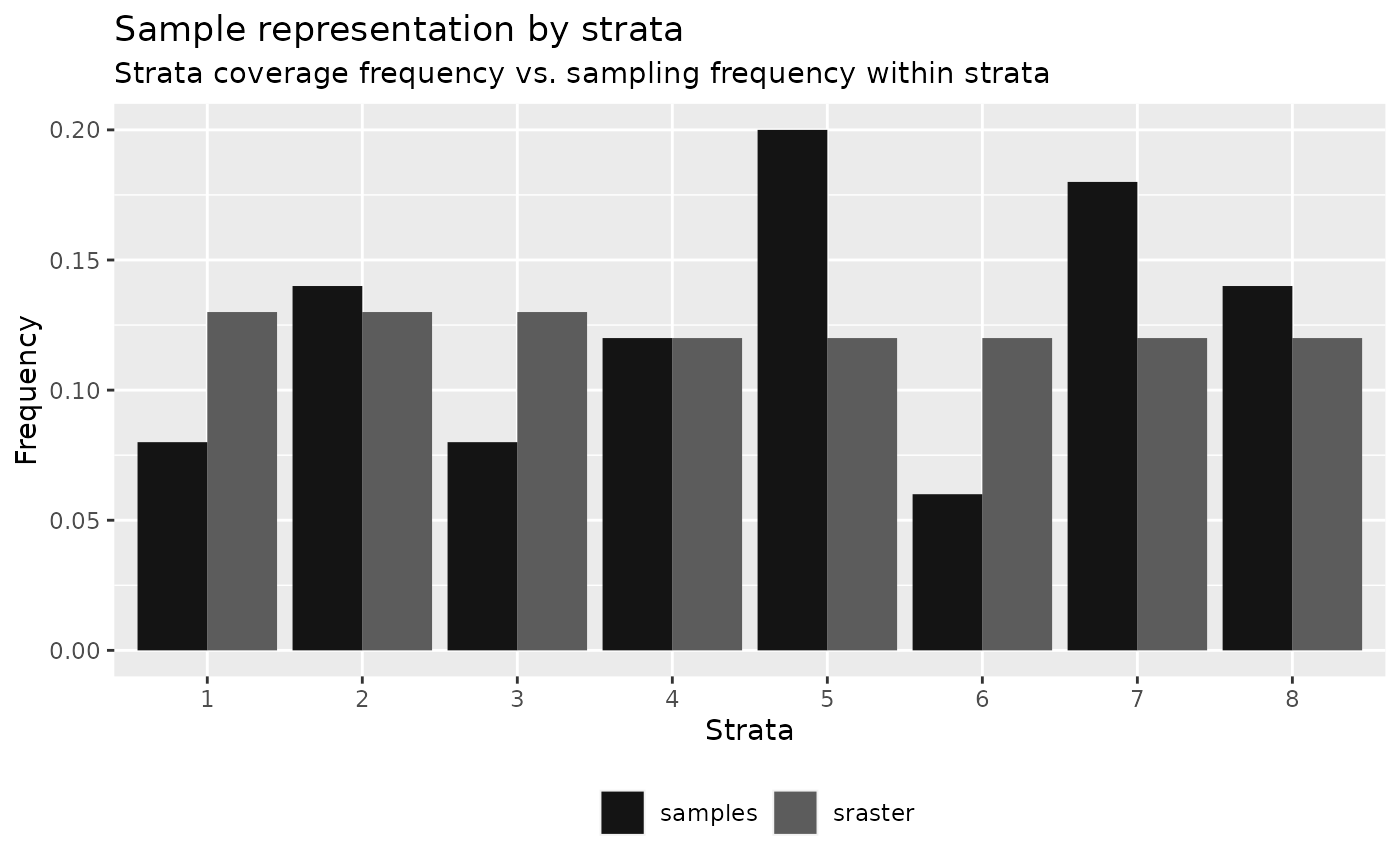 Sample representation by strata
Strata coverage frequency vs. sampling frequency within strata
Frequency
0.20
0.15
0.10
0.05
0.00
1 2 3 4 5 6 7 8
Strata
samples sraster